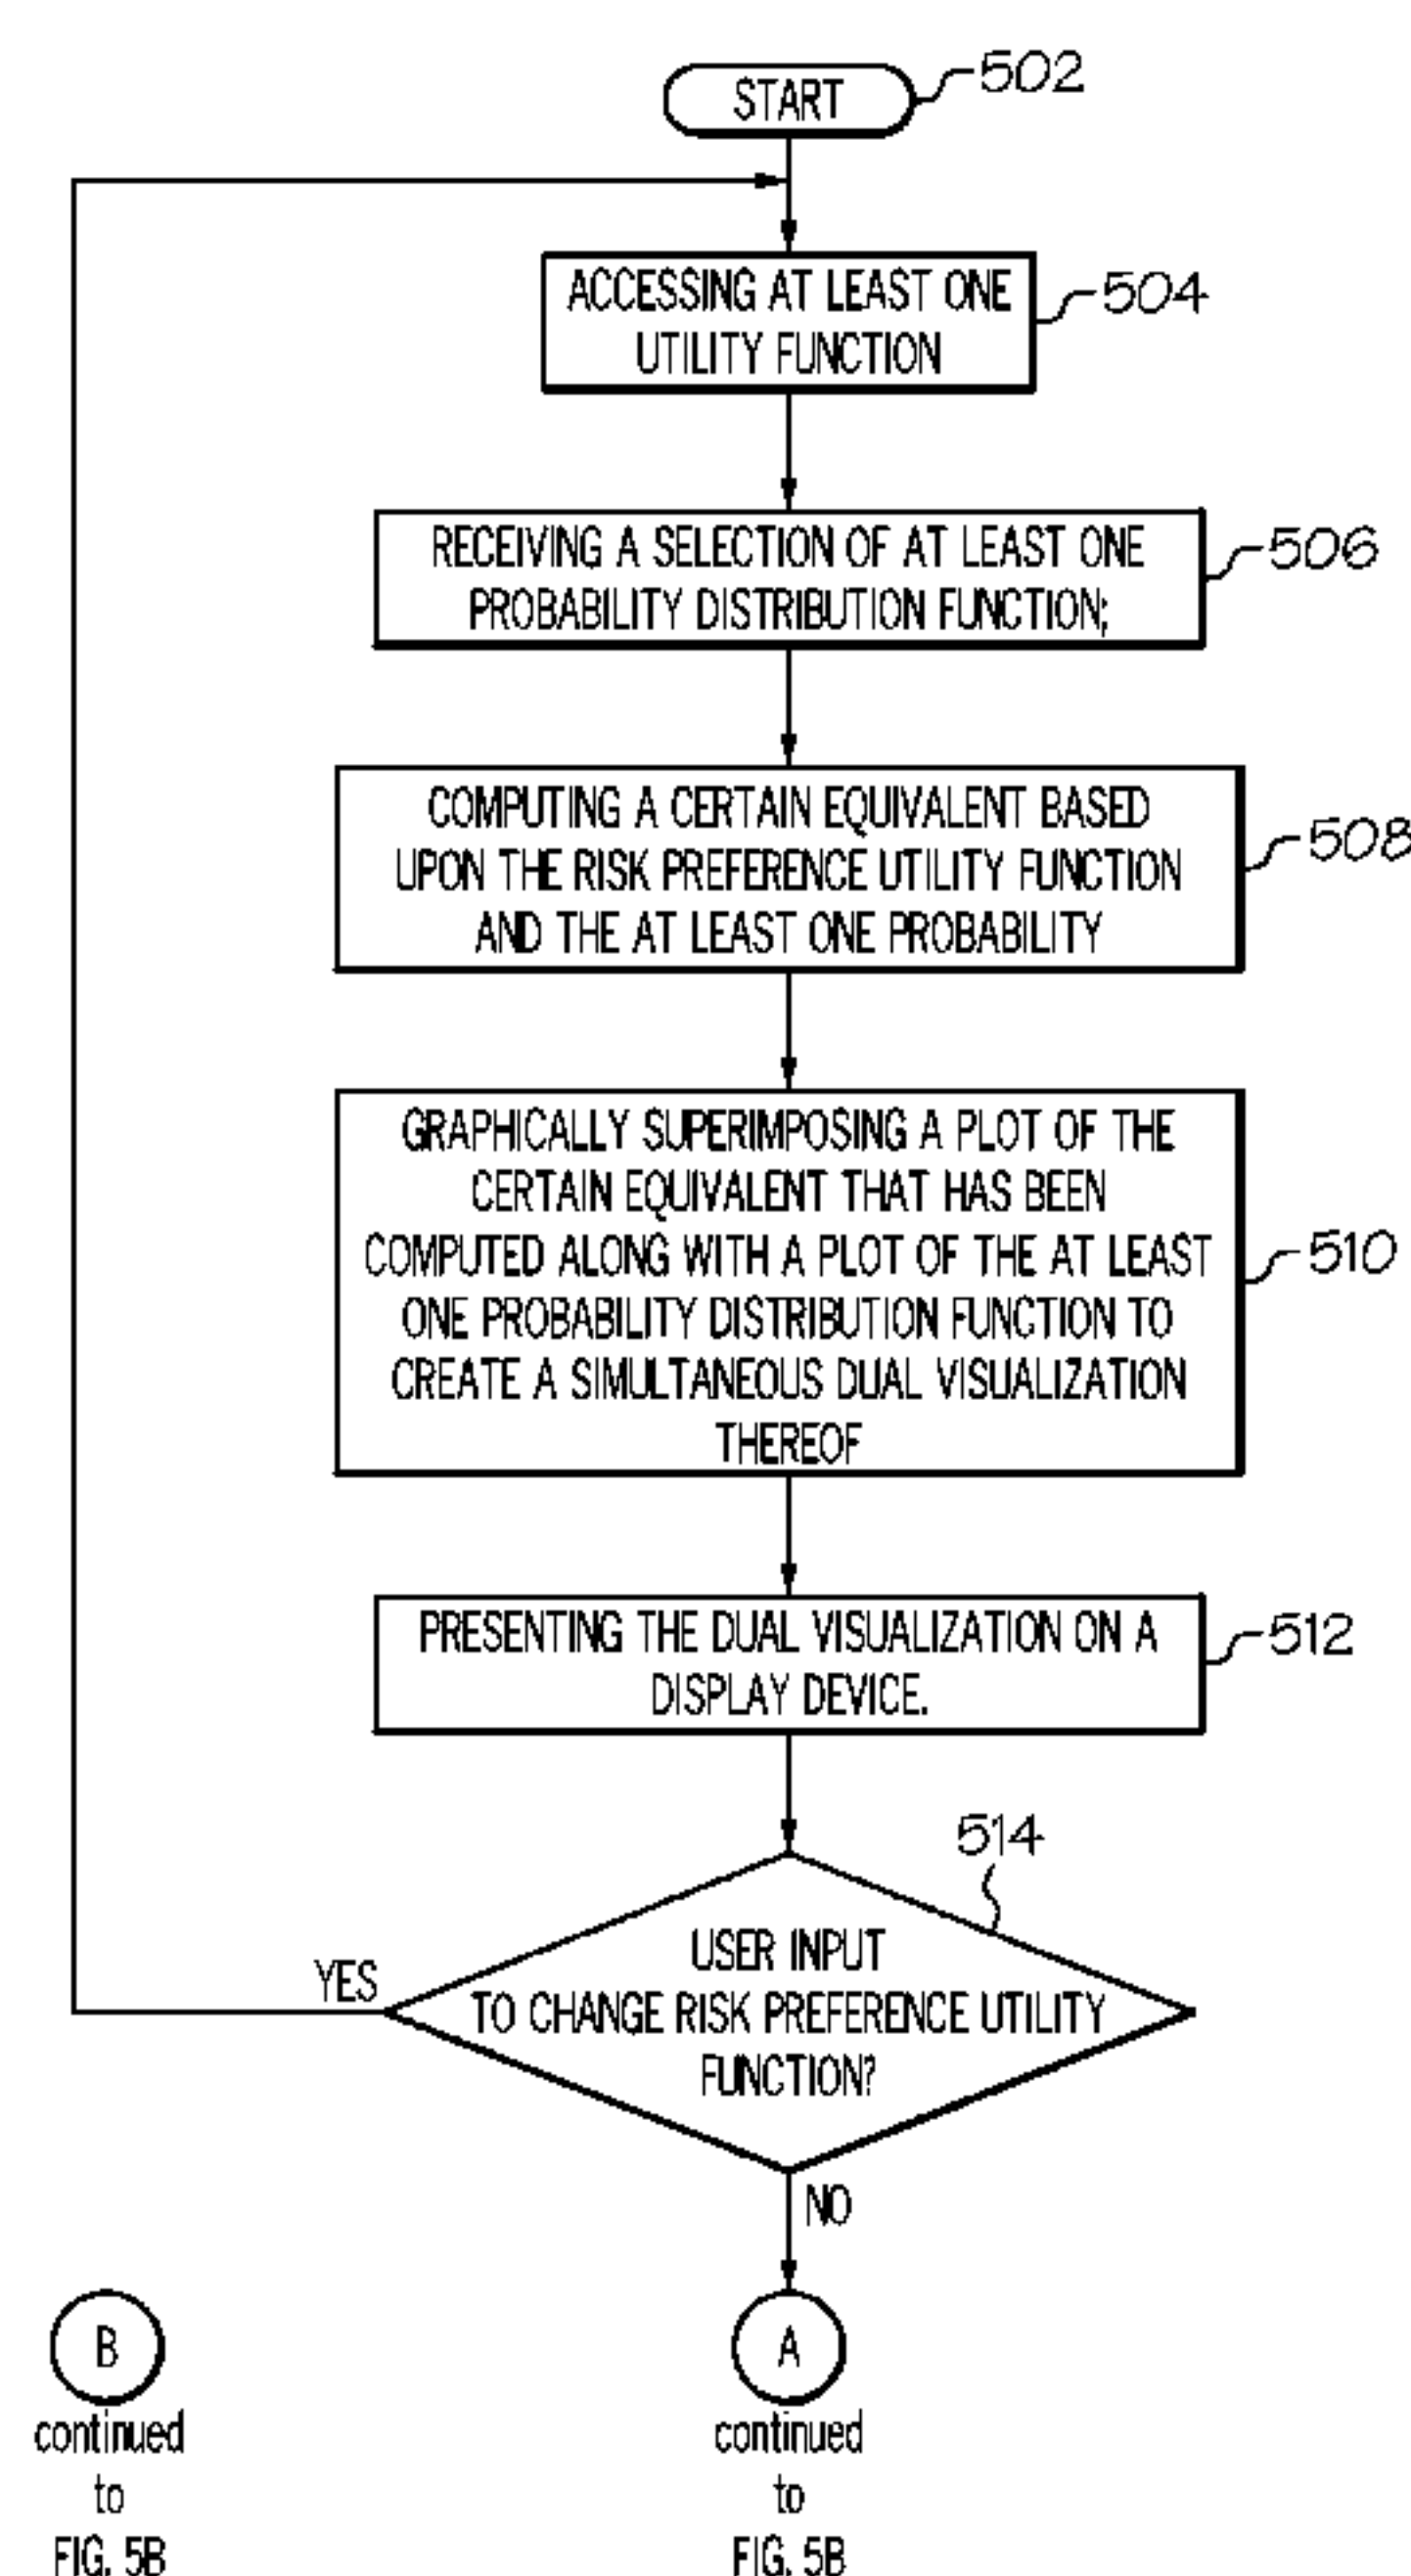 START
502
ACCESSING AT LEAST ONE
UTILITY FUNCTION
504
RECEIVING A SELECTION OF AT LEAST ONE
PROBABILITY DISTRIBUTION FUNCTION;
506
COMPUTING A CERTAIN EQUIVALENT BASED
UPON THE RISK PREFERENCE UTILITY FUNCTION
AND THE AT LEAST ONE PROBABILITY
508
GRAPHICALLY SUPERIMPOSING A PLOT OF THE
CERTAIN EQUIVALENT THAT HAS BEEN
COMPUTED ALONG WITH A PLOT OF THE AT LEAST
ONE PROBABILITY DISTRIBUTION FUNCTION TO
CREATE A SIMULTANEOUS DUAL VISUALIZATION
THEREOF
510
PRESENTING THE DUAL VISUALIZATION ON A
DISPLAY DEVICE.
512
514
USER INPUT
TO CHANGE RISK PREFERENCE UTILITY
FUNCTION?
YES
NO
B
continued
to
FIG. 5B
A
continued
to
FIG. 5B